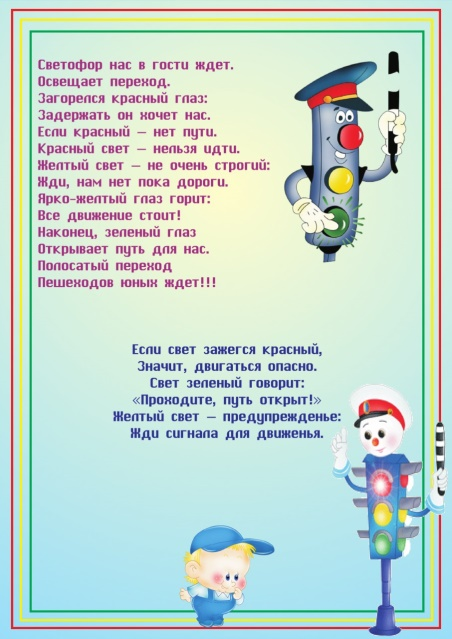 Светофор нас в гости ждет.
Освещает переход.
Загорелся красный глаз:
Задержать он хочет нас.
Если красный – нет пути.
Красный свет – нельзя идти.
Желтый свет – не очень строгий:
Жди, нам нет пока дороги.
Ярко-желтый глаз горит:
Все движение стоит!
Наконец, зеленый глаз
Открывает путь для нас.
Полосатый переход
Пешеходов юных ждет!!!
Если свет зажегся красный,
Значит, двигаться опасно.
Свет зеленый говорит:
«Проходите, путь открыт!»
Желтый свет – предупрежденье:
Жди сигнала для движенья.